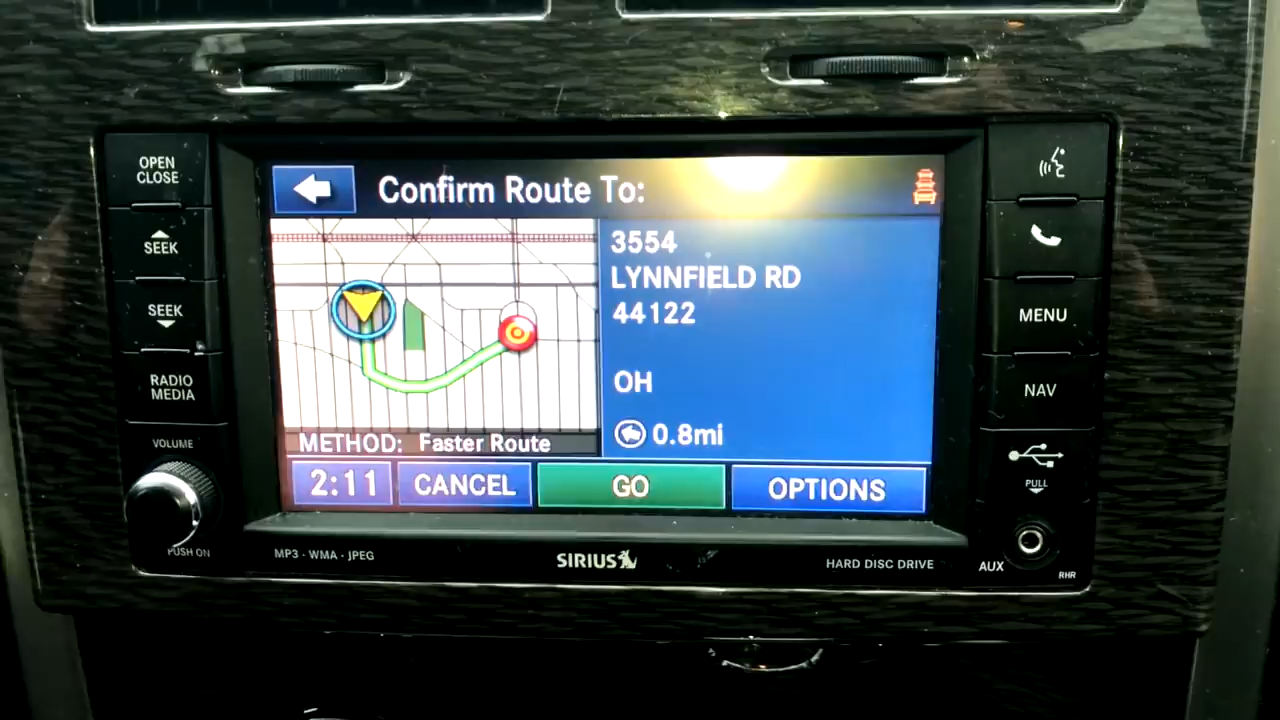 OPEN
CLOSE
SEEK
SEEK
RADIO
MEDIA
VOLUME
PUSH ON
Confirm Route To:
3554
LYNNFIELD RD
44122
OH
0.8mi
METHOD: Faster Route
2:11
CANCEL
GO
OPTIONS
MP3 · WMA · JPEG
SIRIUS
HARD DISC DRIVE
MENU
NAV
PULL
AUX
RHR